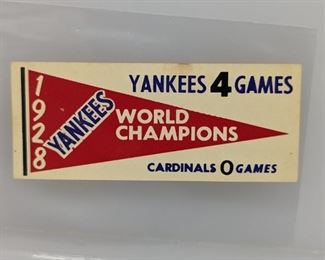 YANKEES 4 GAMES
1928
YANKEES
WORLD
CHAMPIONS
CARDINALS 0 GAMES